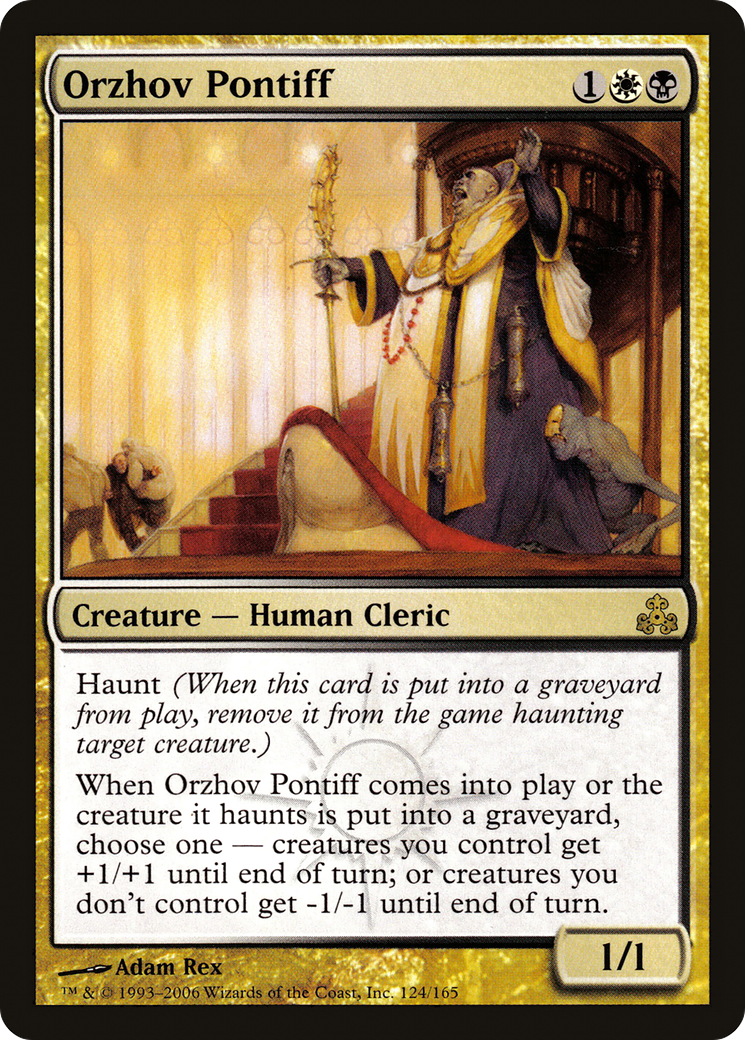 Orzhov Pontiff 1
Creature — Human Cleric
Haunt (When this card is put into a graveyard
from play, remove it from the game haunting
target creature.)
When Orzhov Pontiff comes into play or the
creature it haunts is put into a graveyard,
choose one — creatures you control get
+1/+1 until end of turn; or creatures you
don't control get -1/-1 until end of turn.
1/1
Adam Rex
™ & © 1993–2006 Wizards of the Coast, Inc. 124/165